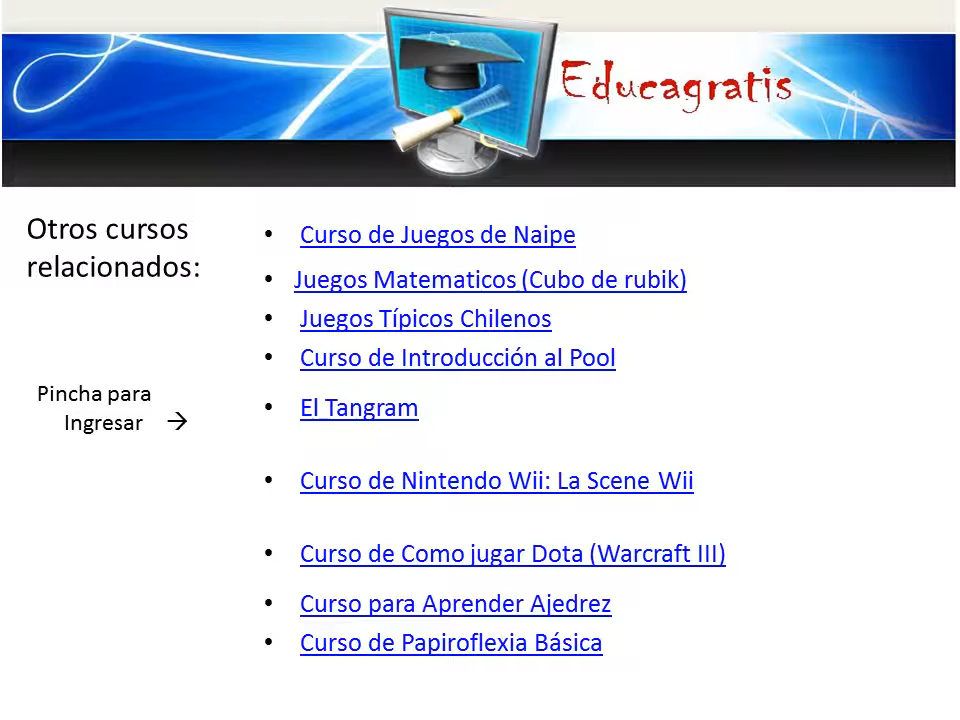 Educagratis
Otros cursos
relacionados:
• Curso de Juegos de Naipe
• Juegos Matematicos (Cubo de rubik)
• Juegos Típicos Chilenos
• Curso de Introducción al Pool
Pincha para
Ingresar →
• El Tangram
• Curso de Nintendo Wii: La Scene Wii
• Curso de Como jugar Dota (Warcraft III)
• Curso para Aprender Ajedrez
• Curso de Papiroflexia Básica